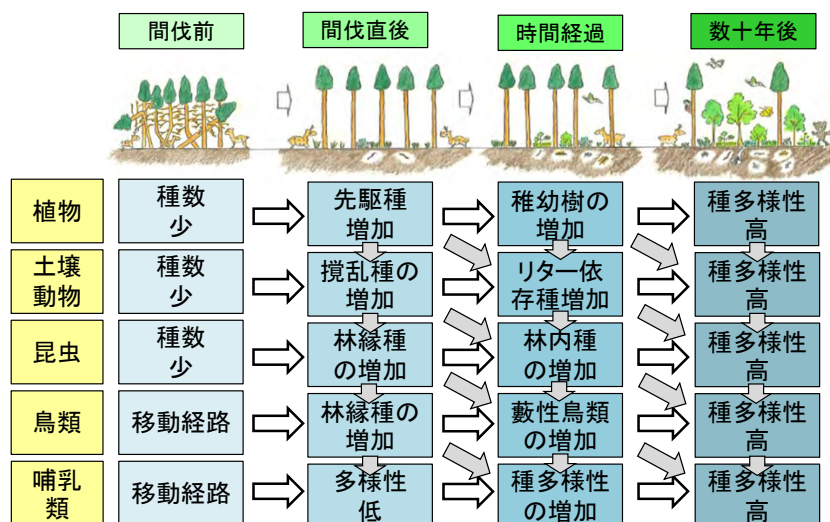 間伐前
間伐直後
時間経過
数十年後
植物
種数
少
先駆種
増加
稚幼樹の
増加
種多様性
高
土壌
動物
種数
少
撹乱種の
増加
リター依
存種増加
種多様性
高
昆虫
種数
少
林縁種
の増加
林内種
の増加
種多様性
高
鳥類
移動経路
林縁種の
増加
藪性鳥類
の増加
種多様性
高
哺乳
類
移動経路
多様性
低
種多様性
の増加
種多様性
高